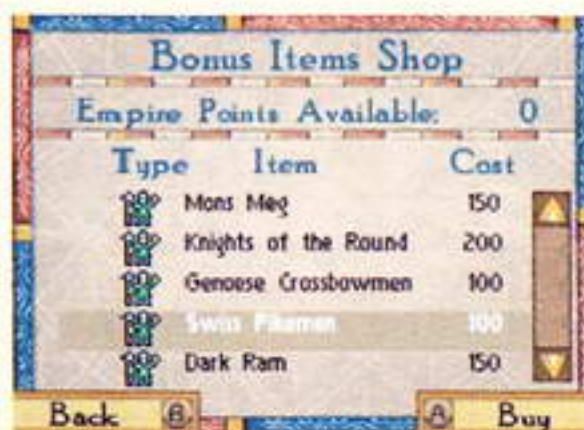 Bonus Items Shop
Empire Points Available: 0
Type Item Cost
Mons Meg 150
Knights of the Round 200
Genoese Crossbowmen 100
Swiss Pikemen 100
Dark Ram 150
Back B A Buy